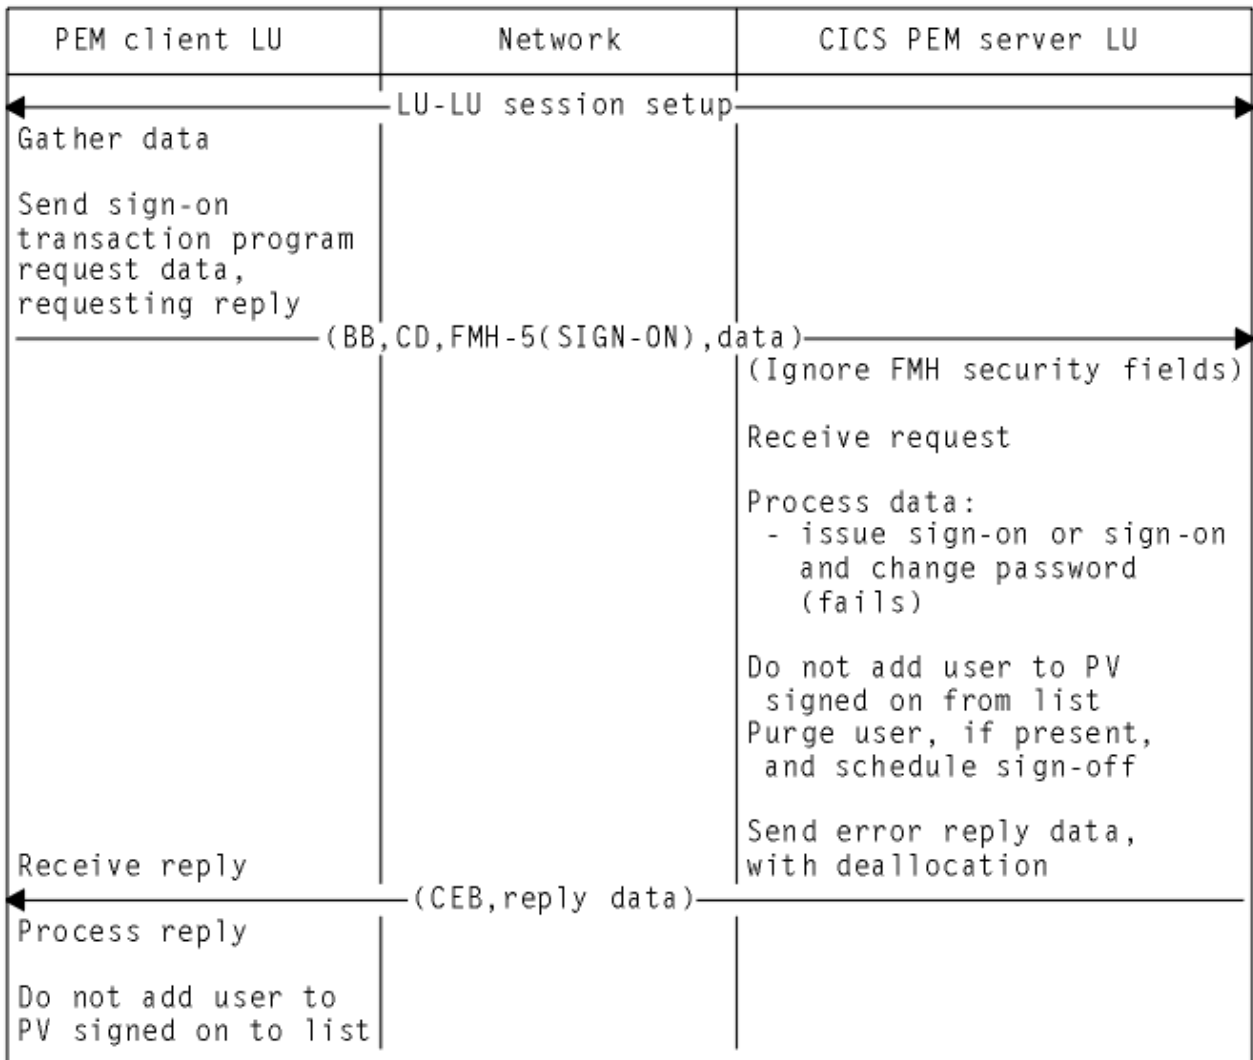 PEM client LU Network CICS PEM server LU
LU-LU session setup
Gather data
Send sign-on
transaction program
request data,
requesting reply
(BB,CD,FMH-5(SIGN-ON),data)
(Ignore FMH security fields)
Receive request
Process data:
- issue sign-on or sign-on
and change password
(fails)
Do not add user to PV
signed on from list
Purge user, if present,
and schedule sign-off
Send error reply data,
with deallocation
Receive reply
(CEB,reply data)
Process reply
Do not add user to
PV signed on to list